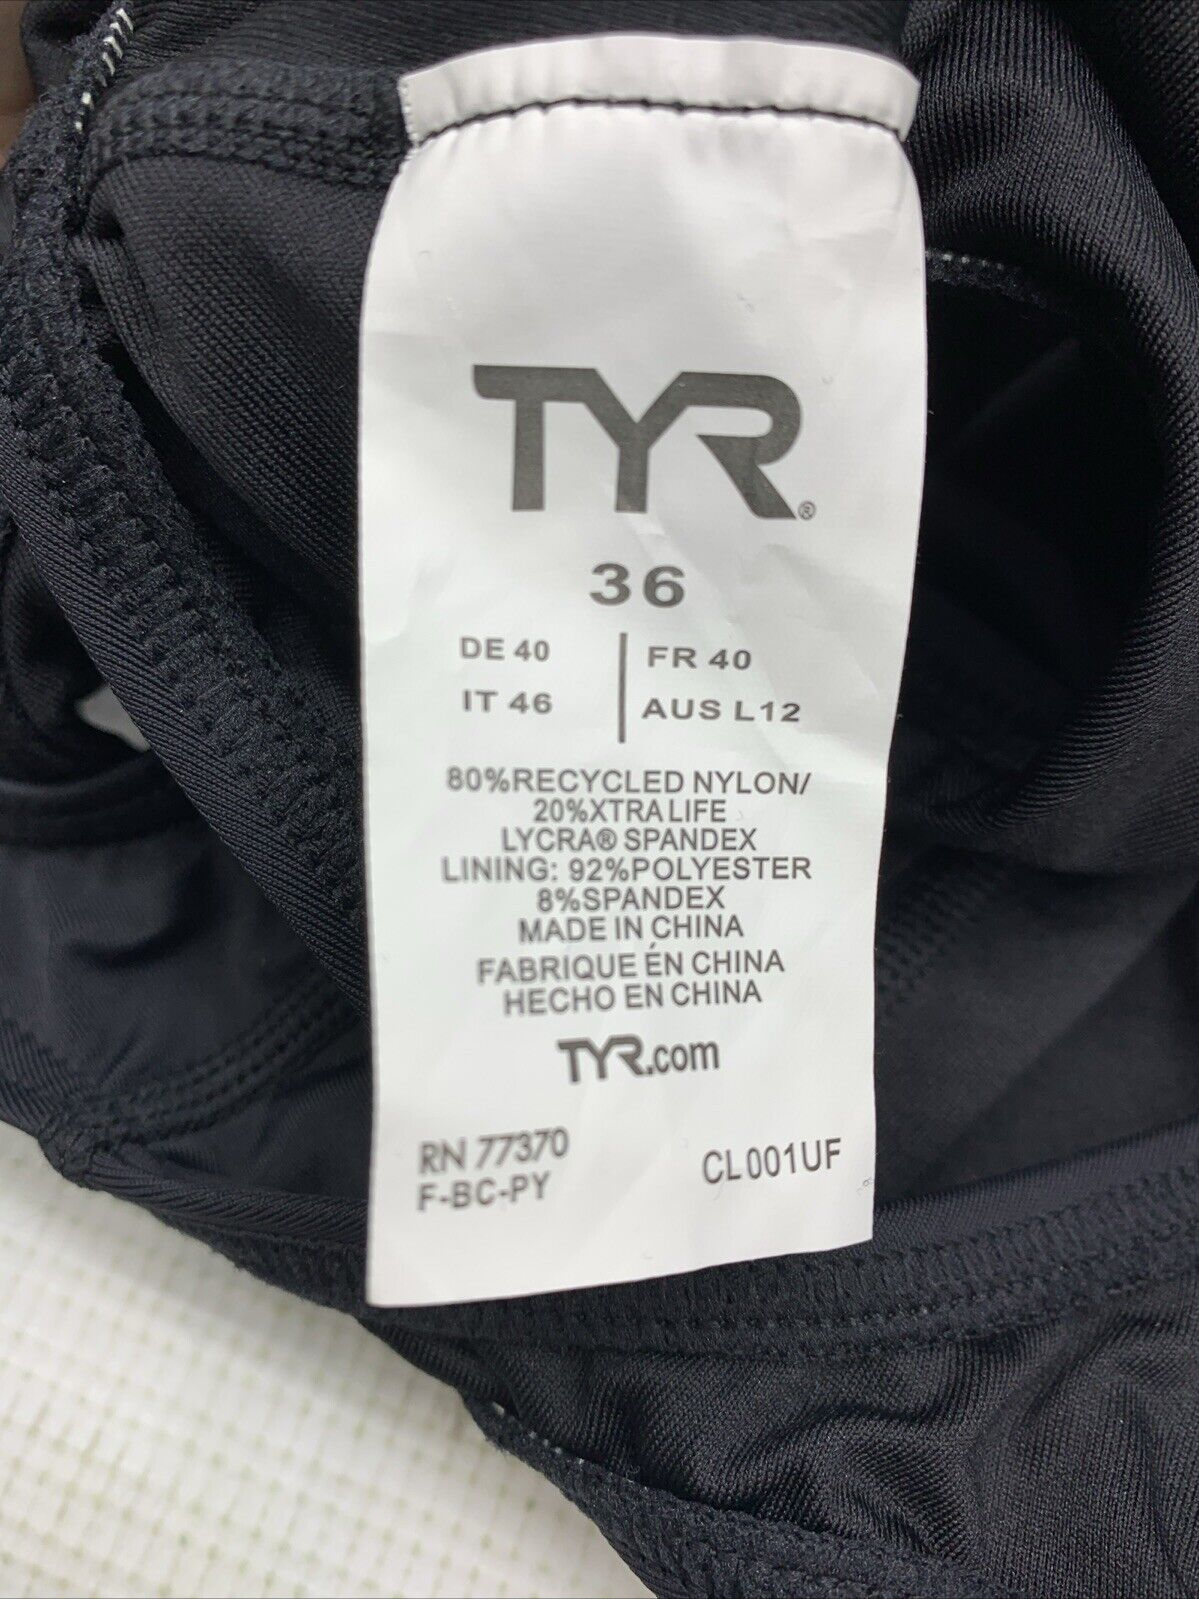 TYR®
36
DE 40 | FR 40
IT 46 | AUS L12
80%RECYCLED NYLON/
20%XTRA LIFE
LYCRA® SPANDEX
LINING: 92%POLYESTER
8%SPANDEX
MADE IN CHINA
FABRIQUE ÉN CHINA
HECHO EN CHINA
TYR.com
RN 77370
F-BC-PY
CL001UF